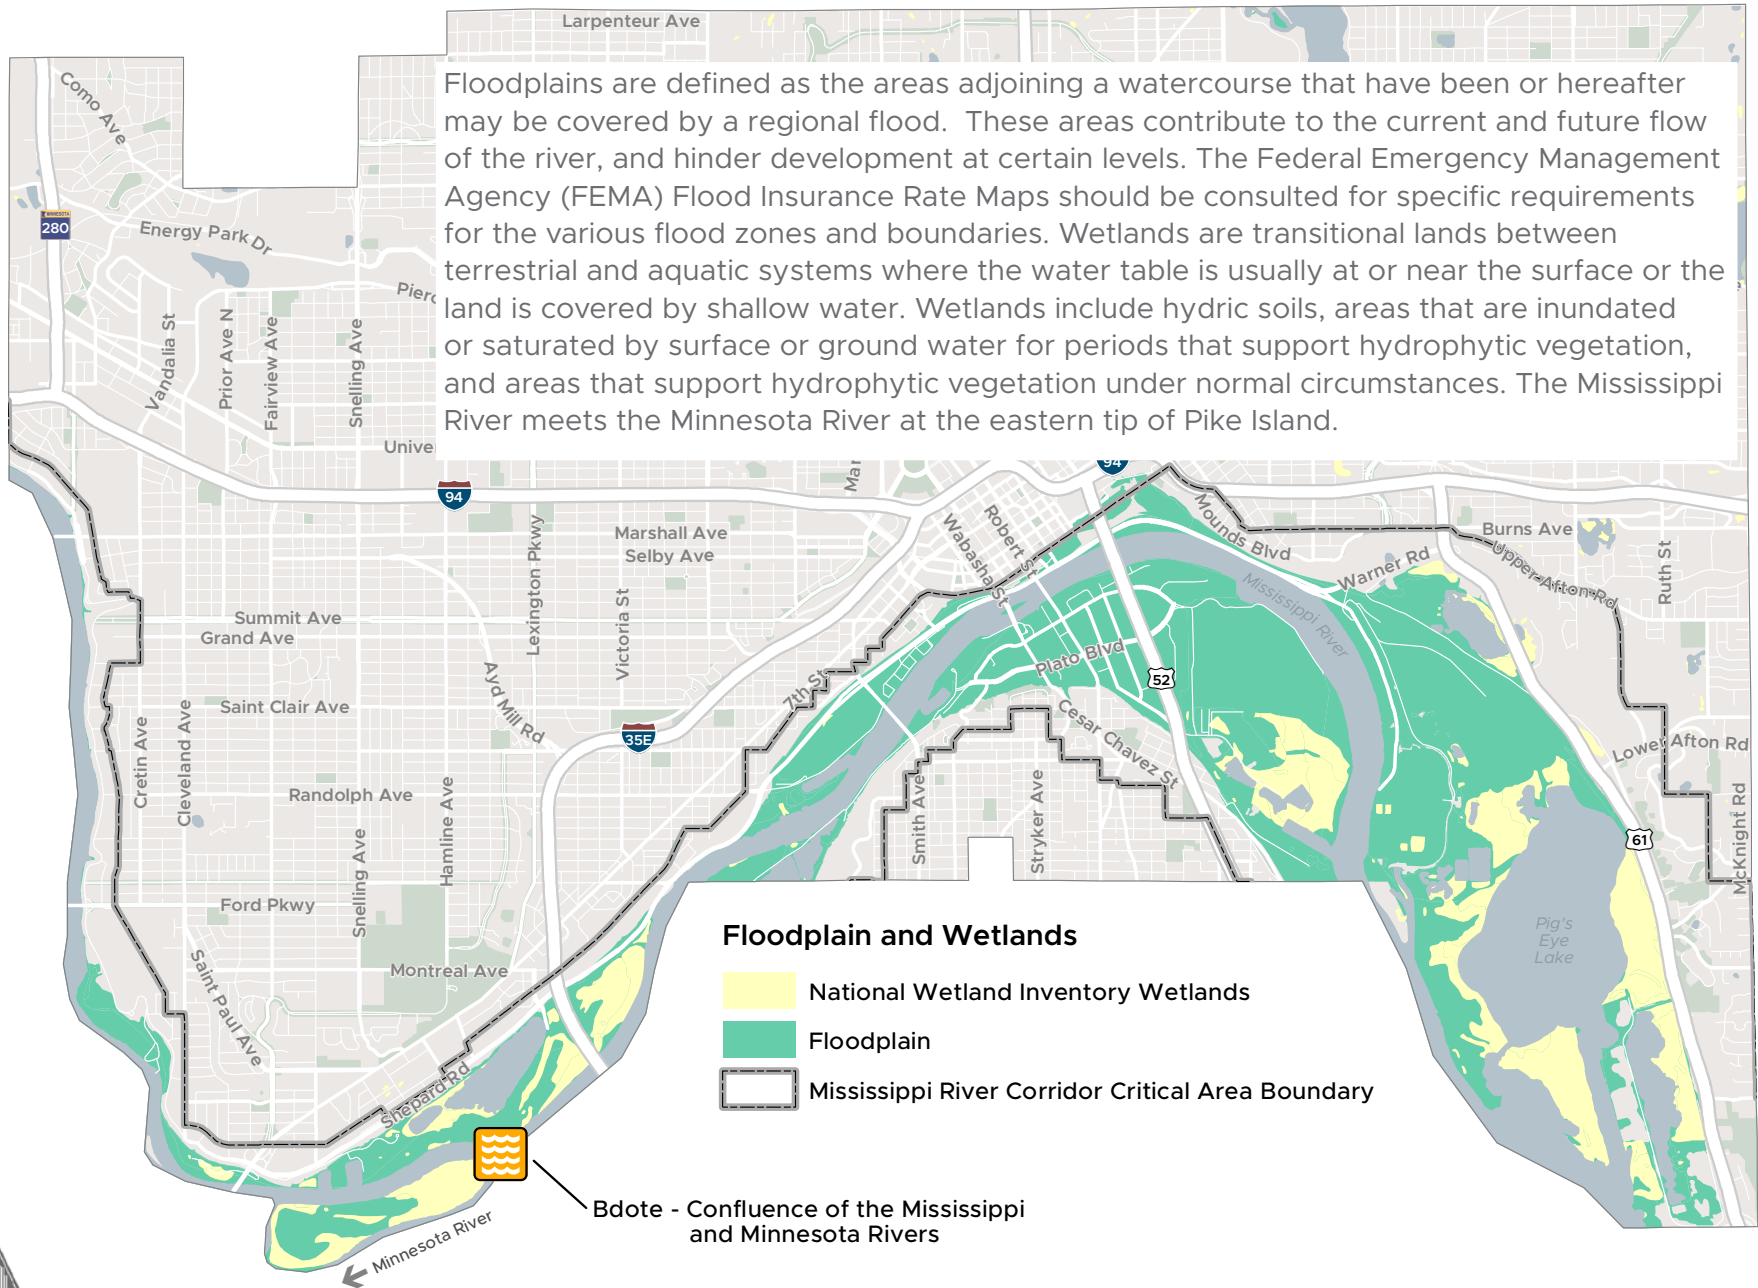 Larpenteur Ave
Como Ave
Floodplains are defined as the areas adjoining a watercourse that have been or hereafter
may be covered by a regional flood.  These areas contribute to the current and future flow
of the river, and hinder development at certain levels. The Federal Emergency Management
Agency (FEMA) Flood Insurance Rate Maps should be consulted for specific requirements
for the various flood zones and boundaries. Wetlands are transitional lands between
terrestrial and aquatic systems where the water table is usually at or near the surface or the
land is covered by shallow water. Wetlands include hydric soils, areas that are inundated
or saturated by surface or ground water for periods that support hydrophytic vegetation,
and areas that support hydrophytic vegetation under normal circumstances. The Mississippi
River meets the Minnesota River at the eastern tip of Pike Island.
MINNESOTA
280
Energy Park Dr
Pierc
Vandalia St
Prior Ave N
Fairview Ave
Snelling Ave
Univer
Mar
94
94
Lexington Pkwy
Marshall Ave
Selby Ave
Victoria St
Wabasha St
Robert St
Mounds Blvd
Burns Ave
Upper Afton Rd
Ruth St
Warner Rd
Mississippi River
Summit Ave
Grand Ave
Plato Blvd
52
Ayd Mill Rd
7th St
Saint Clair Ave
Cesar Chavez St
Cretin Ave
Cleveland Ave
35E
Lower Afton Rd
Randolph Ave
Hamline Ave
Smith Ave
Stryker Ave
McKnight Rd
61
Snelling Ave
Ford Pkwy
Saint Paul Ave
Montreal Ave
Pig's
Eye
Lake
Shepard Rd
Floodplain and Wetlands
National Wetland Inventory Wetlands
Floodplain
Mississippi River Corridor Critical Area Boundary
Bdote - Confluence of the Mississippi
and Minnesota Rivers
Minnesota River